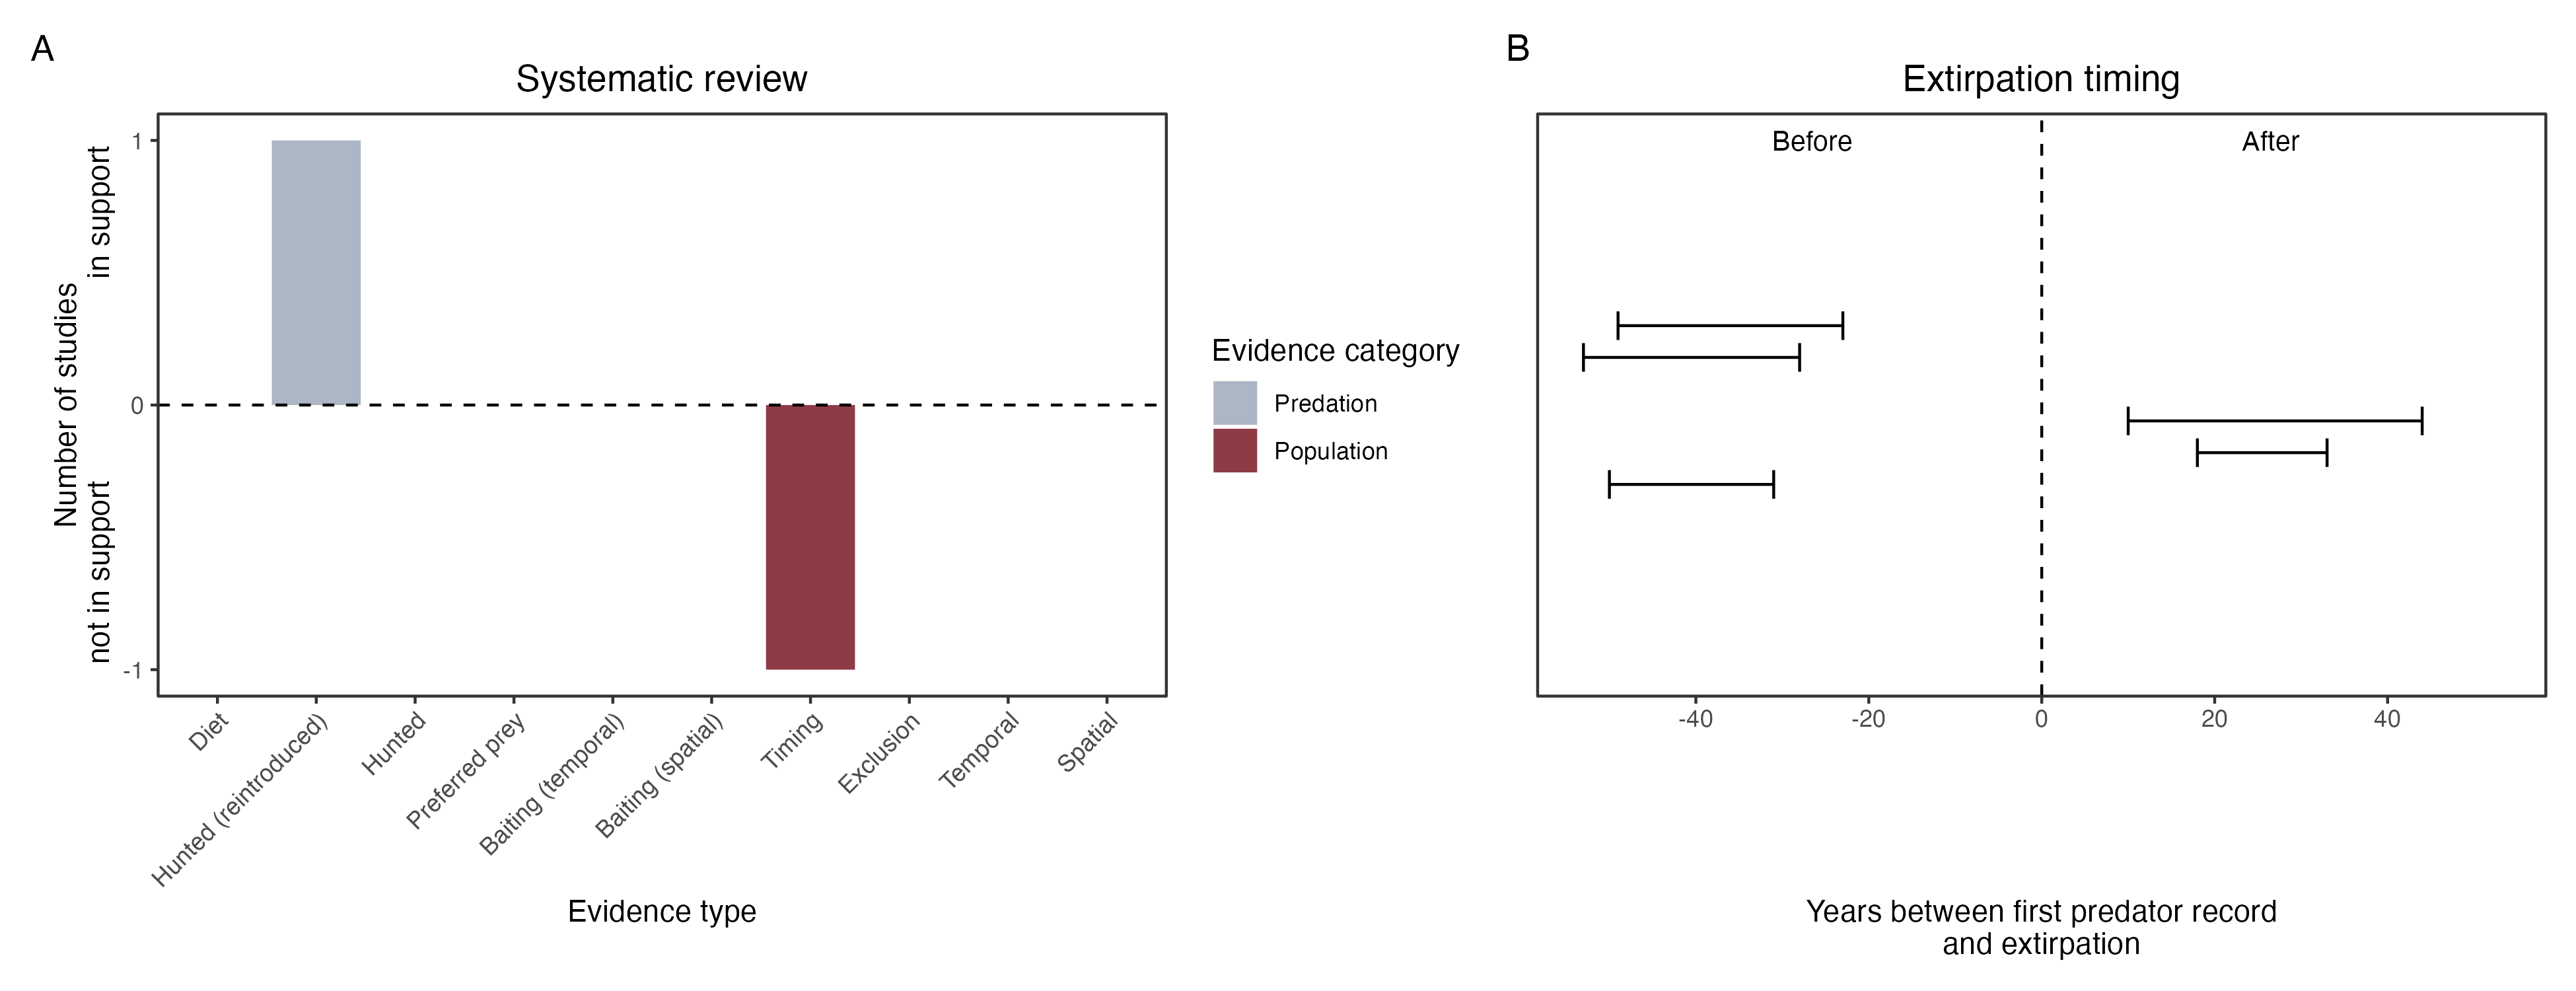 A
Systematic review
Number of studies
in support
not in support
1
0
-1
Diet
Hunted (reintroduced)
Hunted
Preferred prey
Baiting (temporal)
Baiting (spatial)
Timing
Exclusion
Temporal
Spatial
Evidence type
Evidence category
Predation
Population
B
Extirpation timing
Before
After
-40
-20
0
20
40
Years between first predator record
and extirpation